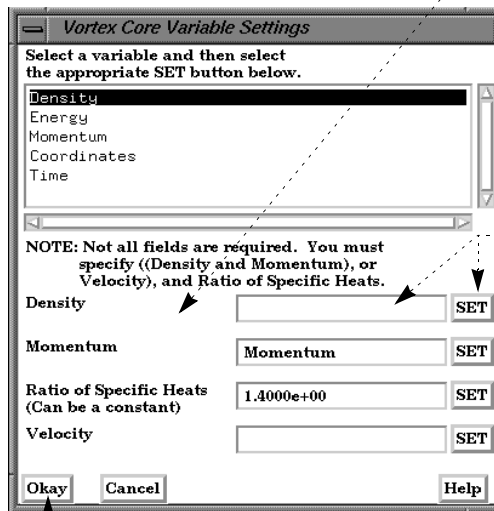 Vortex Core Variable Settings
Select a variable and then select
the appropriate SET button below.
Density
Energy
Momentum
Coordinates
Time
NOTE: Not all fields are required. You must
specify ((Density and Momentum), or
Velocity), and Ratio of Specific Heats.
Density SET
Momentum Momentum SET
Ratio of Specific Heats 1.4000e+00 SET
(Can be a constant)
Velocity SET
Okay Cancel Help